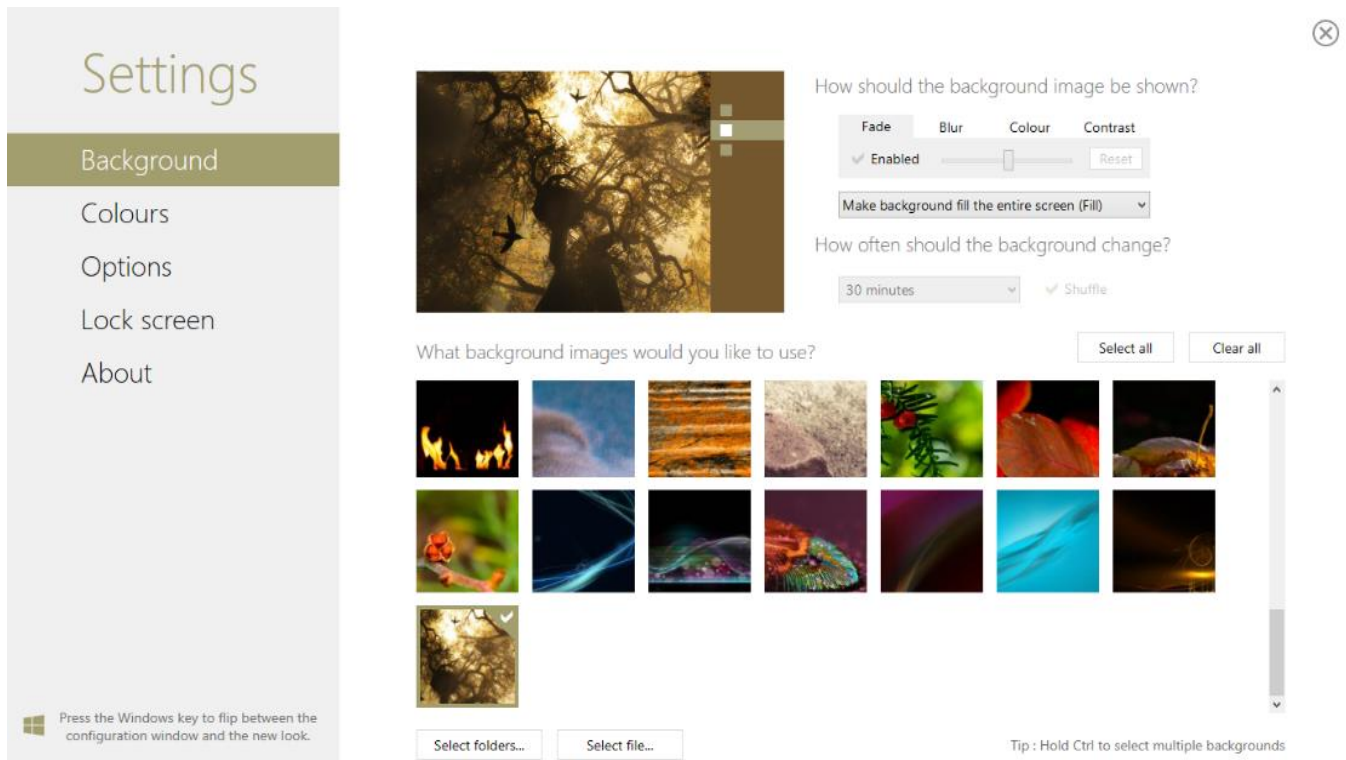 Settings
Background
Colours
Options
Lock screen
About
Press the Windows key to flip between the
configuration window and the new look.
How should the background image be shown?
Fade Blur Colour Contrast
Enabled Reset
Make background fill the entire screen (Fill)
How often should the background change?
30 minutes Shuffle
What background images would you like to use?
Select all Clear all
Select folders... Select file...
Tip : Hold Ctrl to select multiple backgrounds